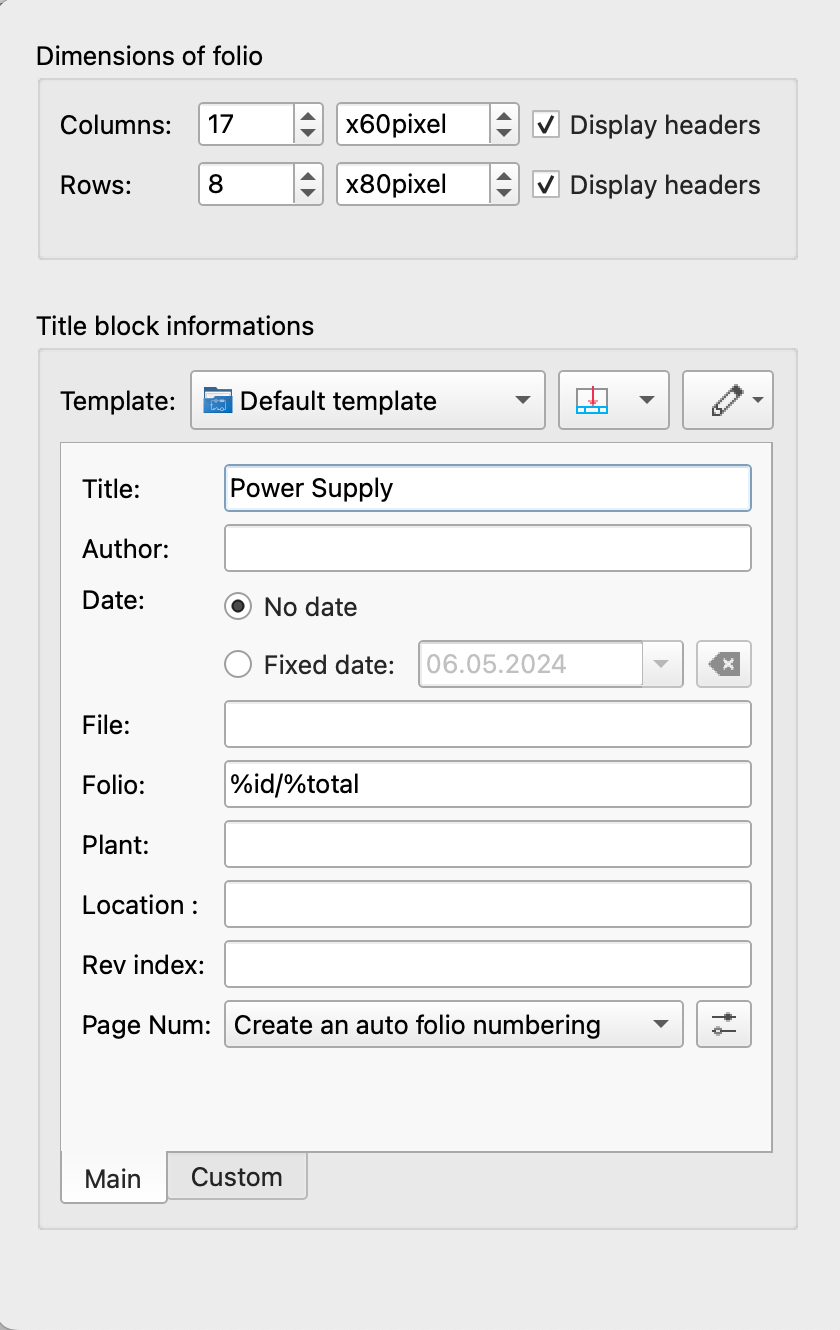 Dimensions of folio
Columns: 17 x60pixel Display headers
Rows: 8 x80pixel Display headers
Title block informations
Template: Default template
Title: Power Supply
Author:
Date: No date
Fixed date: 06.05.2024
File:
Folio: %id/%total
Plant:
Location :
Rev index:
Page Num: Create an auto folio numbering
Main Custom